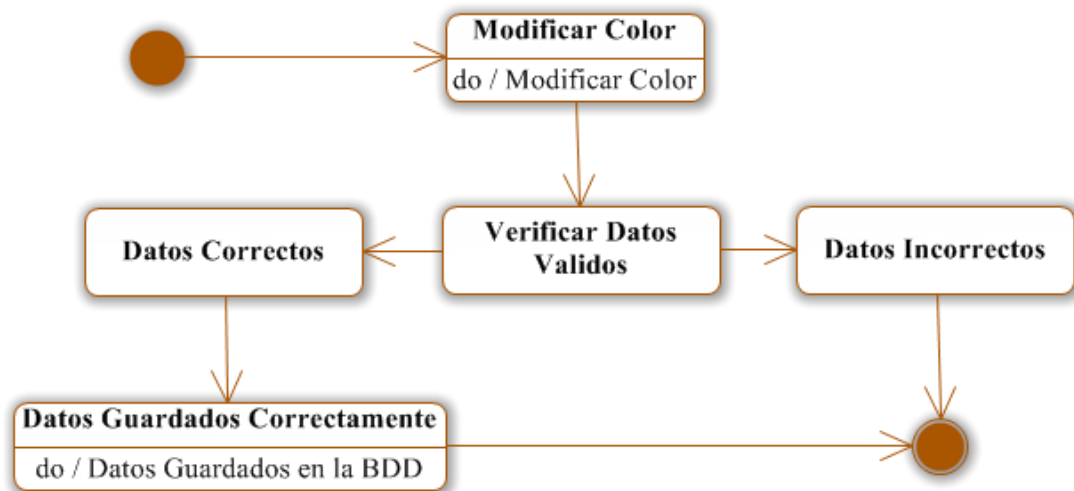 Modificar Color
do / Modificar Color
Datos Correctos
Verificar Datos
Validos
Datos Incorrectos
Datos Guardados Correctamente
do / Datos Guardados en la BDD